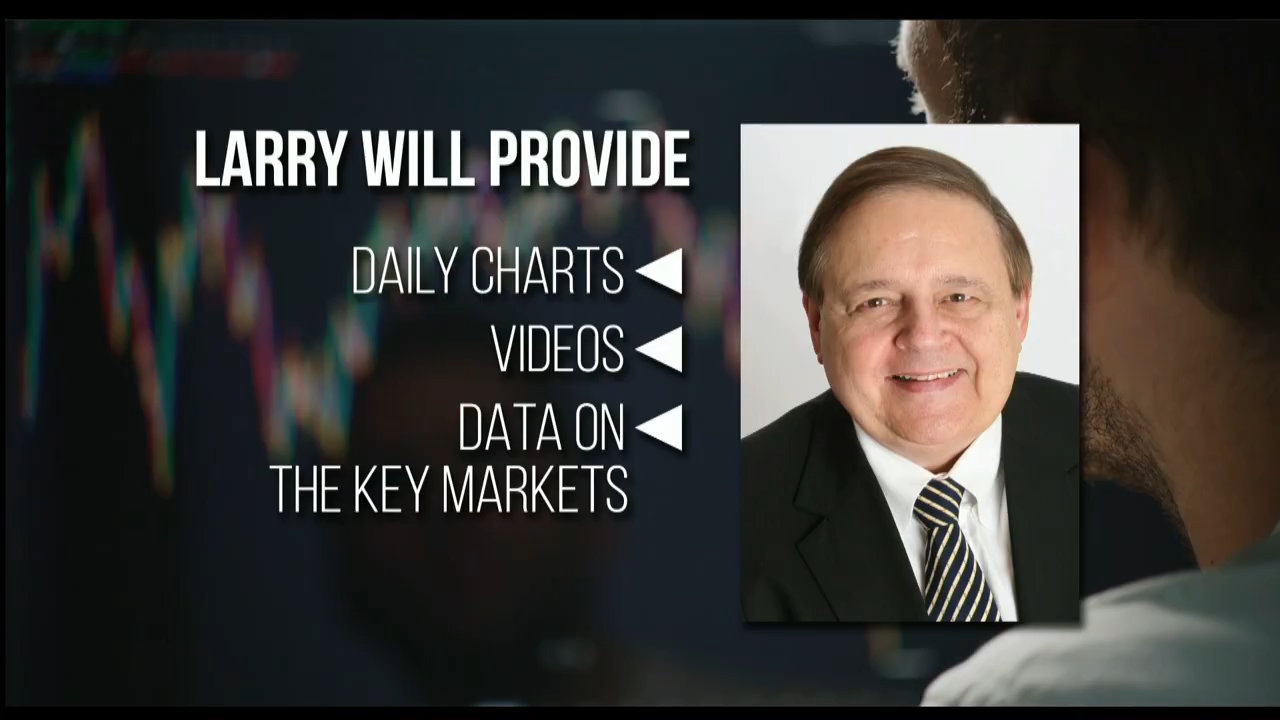 LARRY WILL PROVIDE
DAILY CHARTS
VIDEOS
DATA ON
THE KEY MARKETS